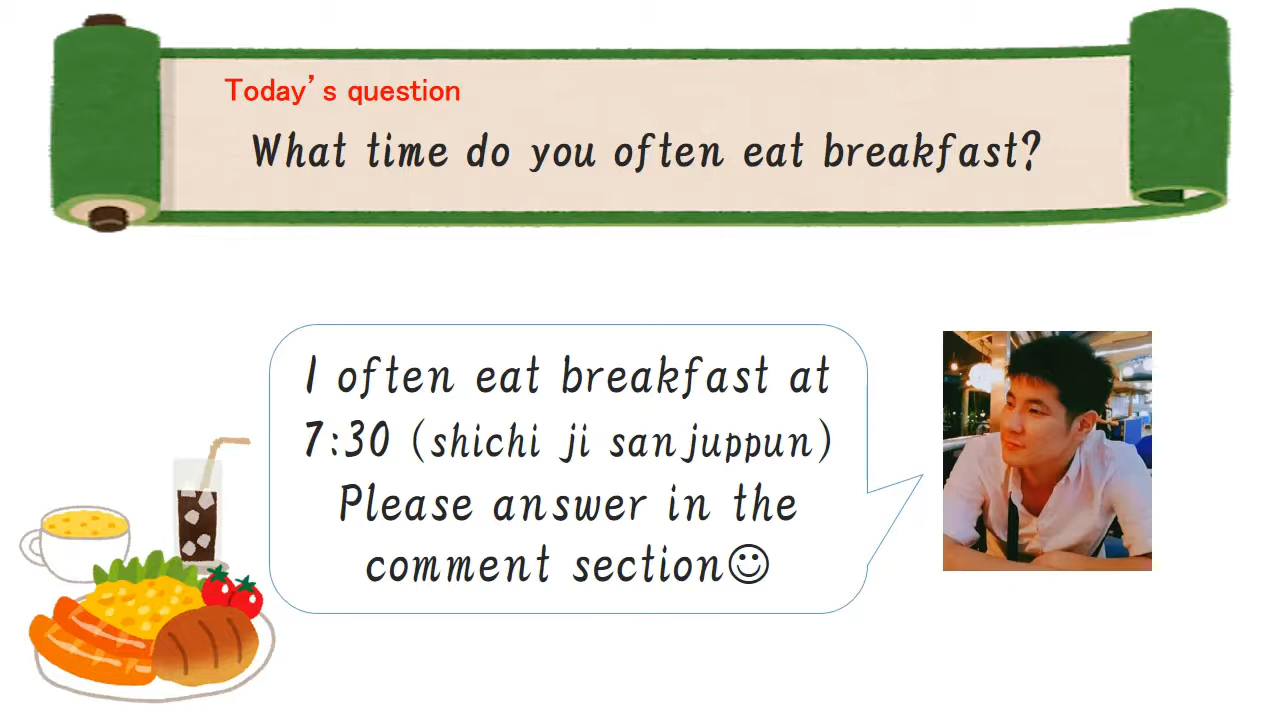 Today's question
What time do you often eat breakfast?
I often eat breakfast at
7:30 (shichi ji sanjuppun)
Please answer in the
comment section☺